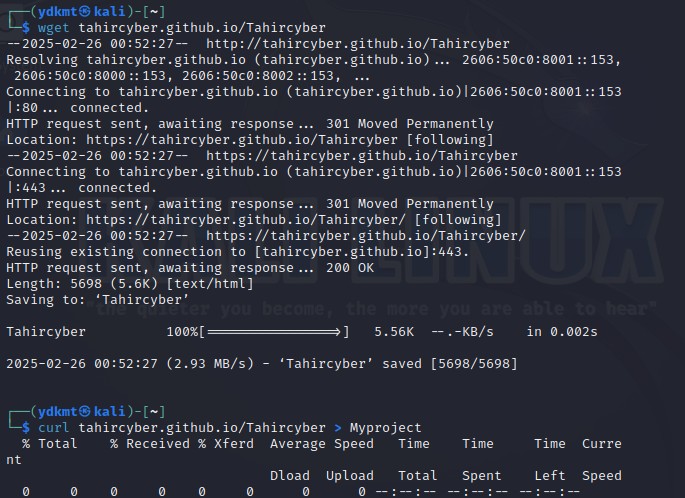 ┌──(ydkmt㉿kali)-[~]
└─$ wget tahircyber.github.io/Tahircyber
--2025-02-26 00:52:27--  http://tahircyber.github.io/Tahircyber
Resolving tahircyber.github.io (tahircyber.github.io)... 2606:50c0:8001::153,
 2606:50c0:8000::153, 2606:50c0:8002::153, ...
Connecting to tahircyber.github.io (tahircyber.github.io)|2606:50c0:8001::153
|:80... connected.
HTTP request sent, awaiting response... 301 Moved Permanently
Location: https://tahircyber.github.io/Tahircyber [following]
--2025-02-26 00:52:27--  https://tahircyber.github.io/Tahircyber
Connecting to tahircyber.github.io (tahircyber.github.io)|2606:50c0:8001::153
|:443... connected.
HTTP request sent, awaiting response... 301 Moved Permanently
Location: https://tahircyber.github.io/Tahircyber/ [following]
--2025-02-26 00:52:27--  https://tahircyber.github.io/Tahircyber/
Reusing existing connection to [tahircyber.github.io]:443.
HTTP request sent, awaiting response... 200 OK
Length: 5698 (5.6K) [text/html]
Saving to: ‘Tahircyber’
LINUX
"the quieter you become, the more you are able to hear"
Tahircyber          100%[===================>]   5.56K  --.-KB/s    in 0.002s
2025-02-26 00:52:27 (2.93 MB/s) - ‘Tahircyber’ saved [5698/5698]
┌──(ydkmt㉿kali)-[~]
└─$ curl tahircyber.github.io/Tahircyber > Myproject
  % Total    % Received % Xferd  Average Speed   Time    Time     Time  Curre
nt
                                 Dload  Upload   Total   Spent    Left  Speed
  0     0    0     0    0     0      0      0 --:--:-- --:--:-- --:--:--